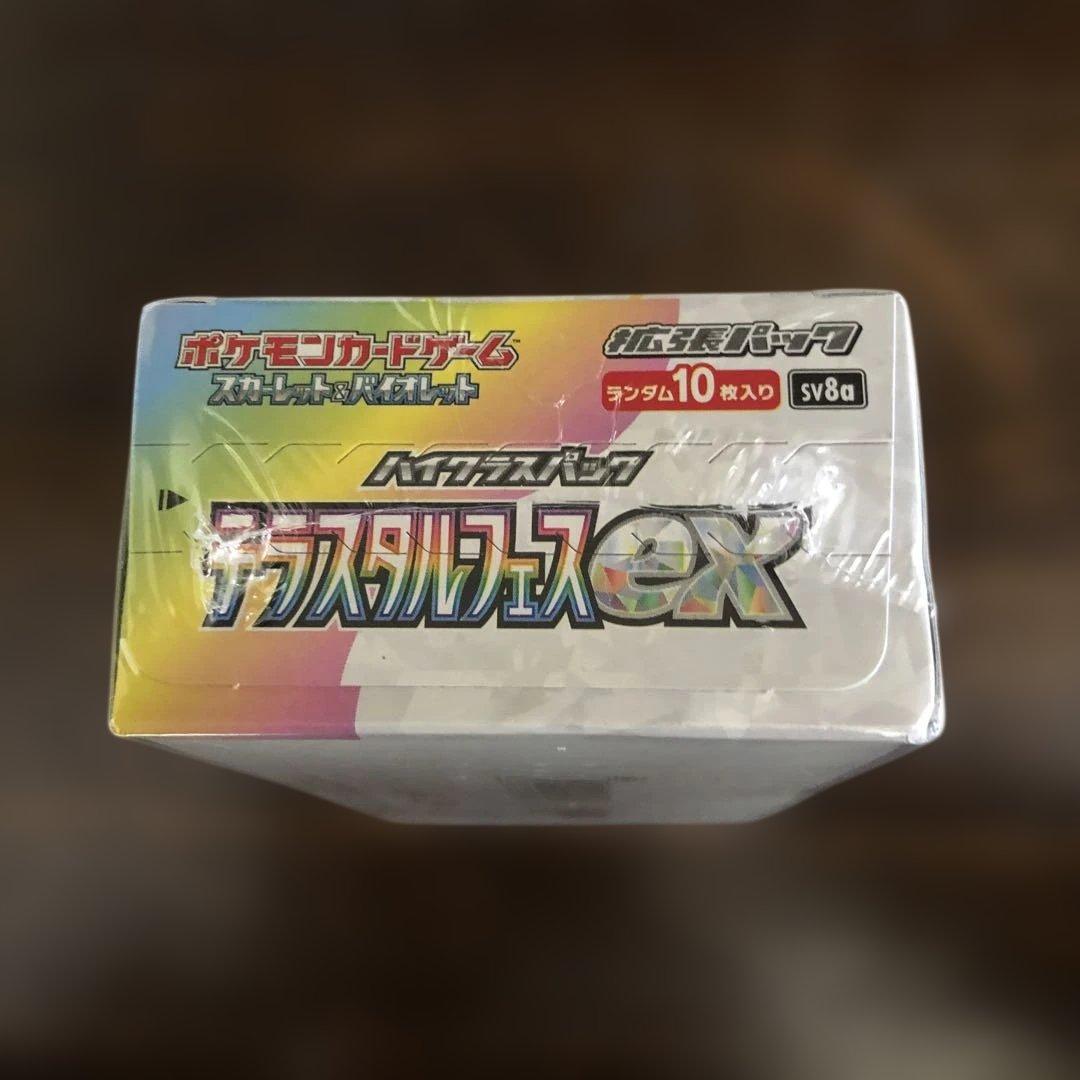 ポケモンカードゲーム™
スカーレット&バイオレット
拡張パック
ランダム10枚入り
SV8a
ハイクラスパック
テラスタルフェスex